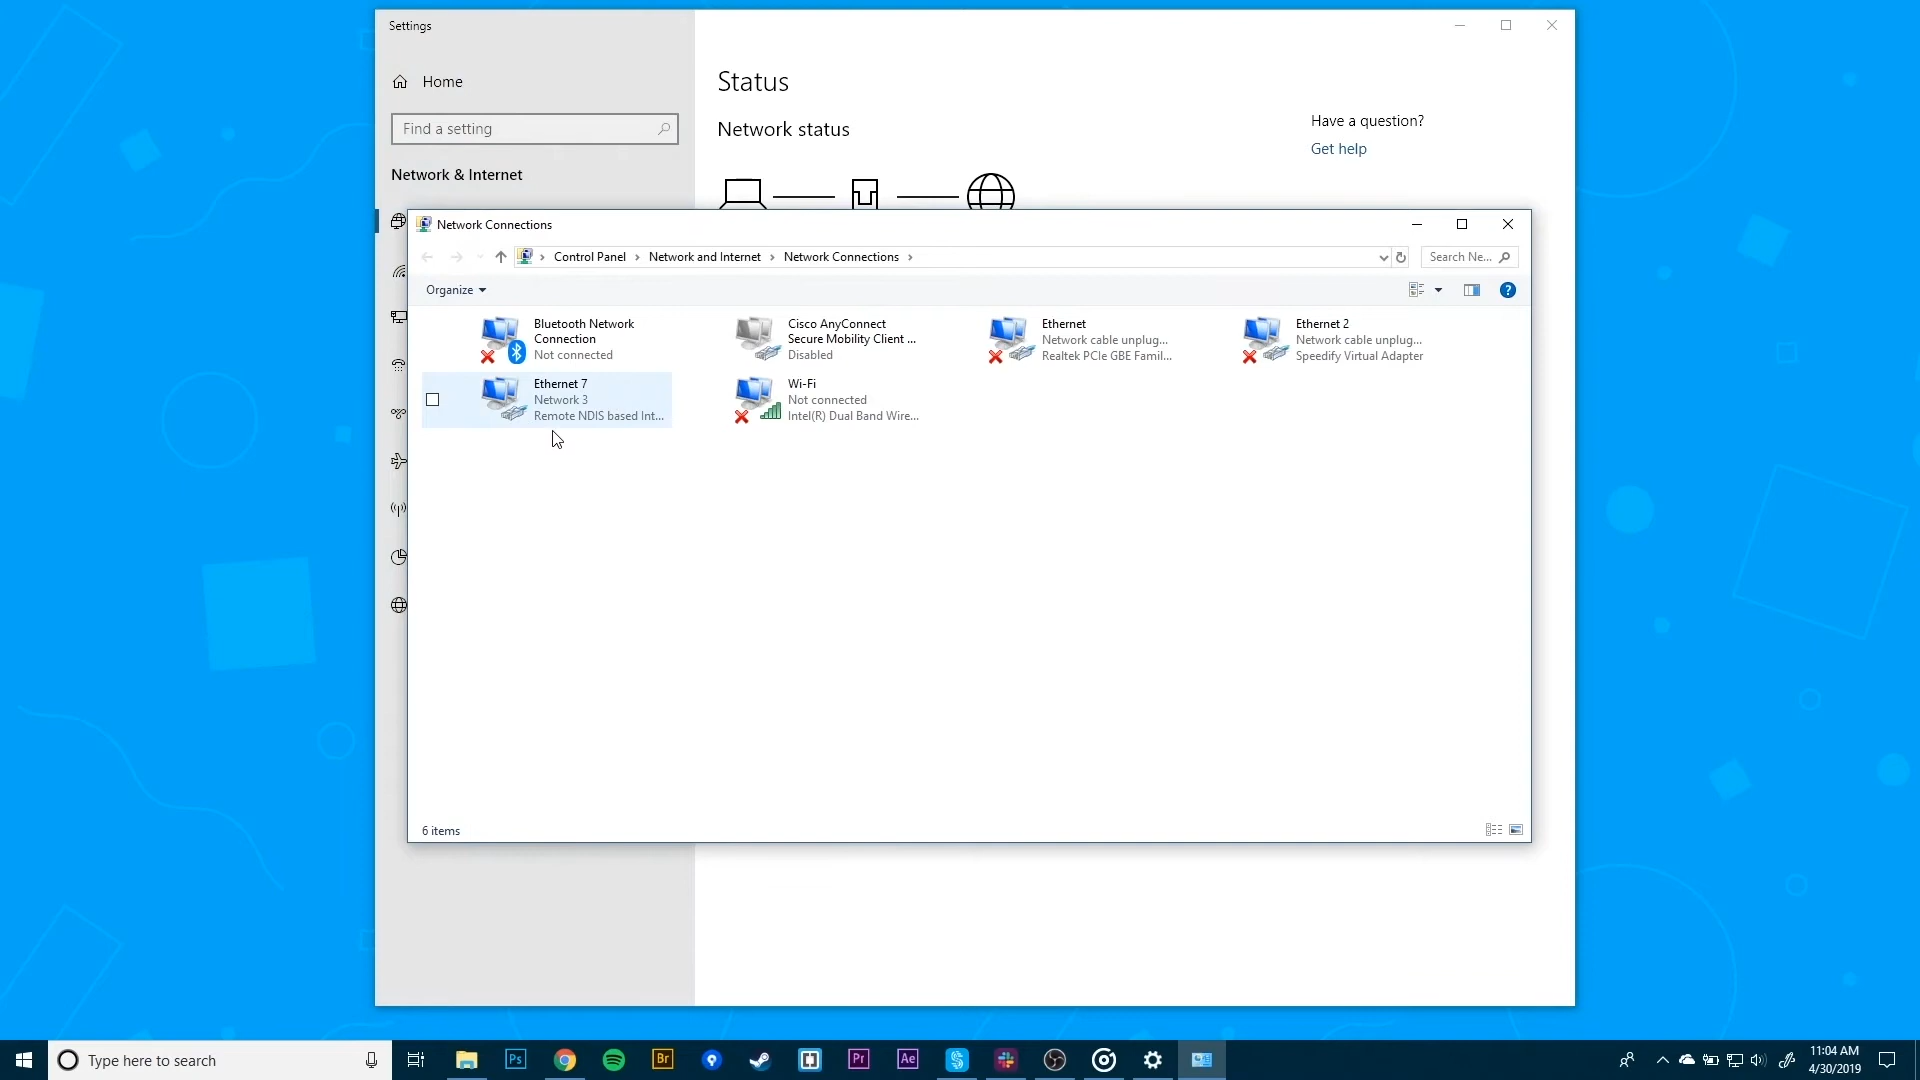 Settings
Home
Find a setting
Network & Internet
Status
Network status
Have a question?
Get help
Network Connections
Control Panel > Network and Internet > Network Connections >
Search Ne...
Organize
?
Bluetooth Network
Connection
Not connected
Cisco AnyConnect
Secure Mobility Client ...
Disabled
Ethernet
Network cable unplug...
Realtek PCIe GBE Famil...
Ethernet 2
Network cable unplug...
Speedify Virtual Adapter
Ethernet 7
Network 3
Remote NDIS based Int...
Wi-Fi
Not connected
Intel(R) Dual Band Wire...
6 items
Type here to search
Ps
Br
Pr
Ae
11:04 AM
4/30/2019